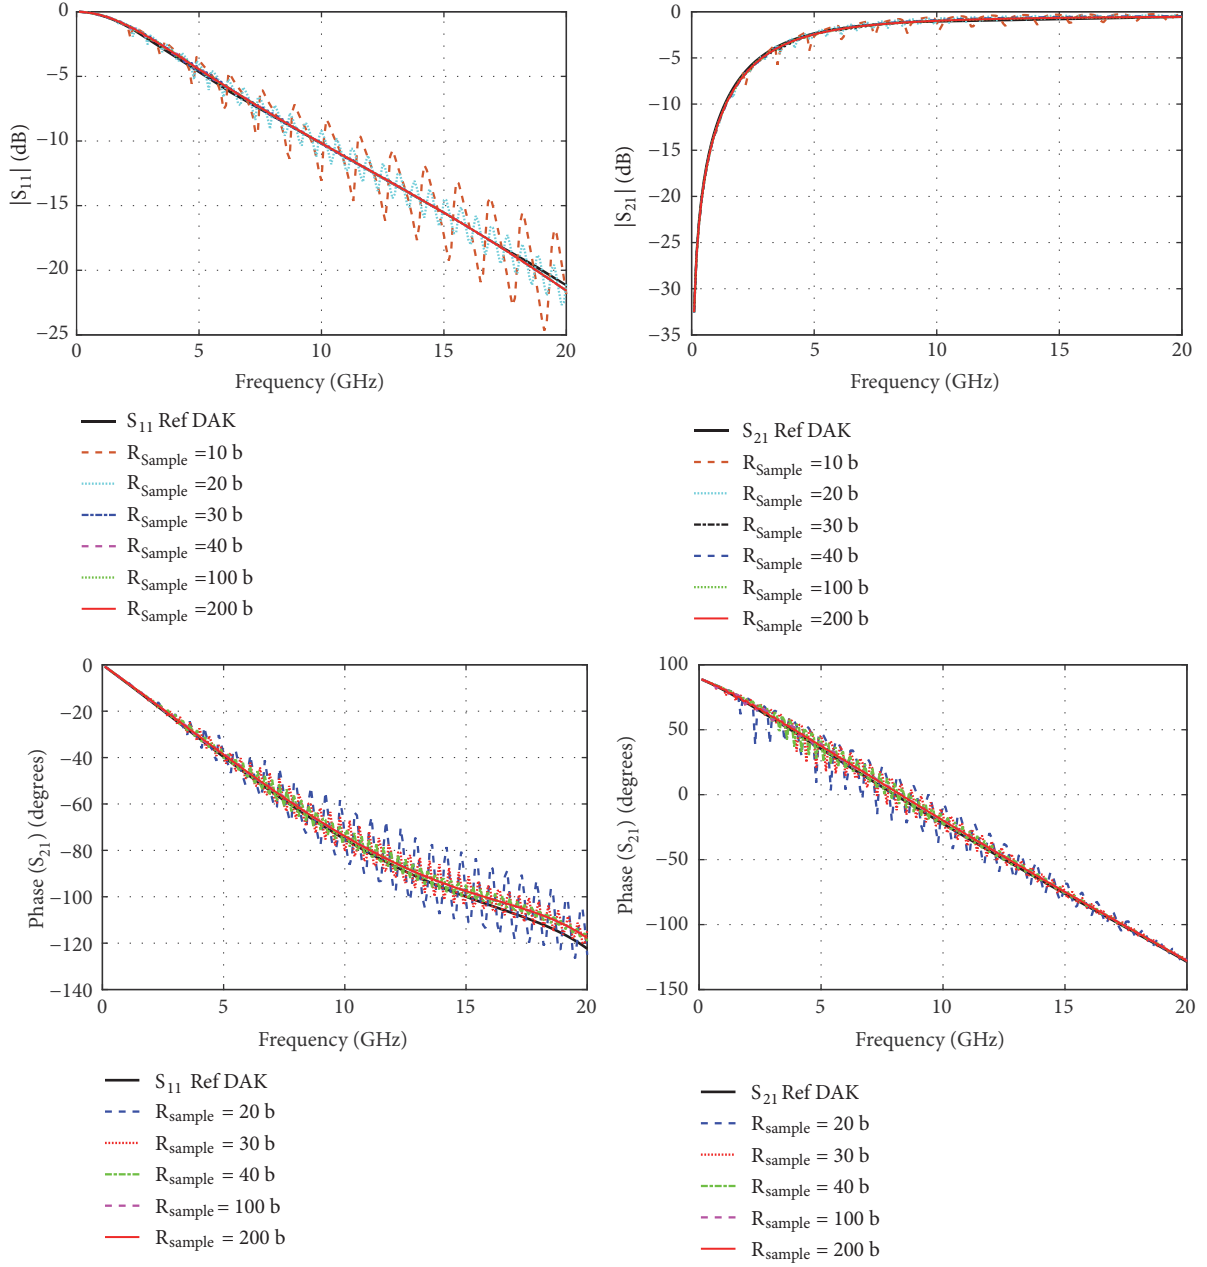 0
−5
−10
−15
−20
−25
|S11| (dB)
0 5 10 15 20
Frequency (GHz)
S11 Ref DAK
RSample =10 b
RSample =20 b
RSample =30 b
RSample =40 b
RSample =100 b
RSample =200 b
0
−5
−10
−15
−20
−25
−30
−35
|S21| (dB)
0 5 10 15 20
Frequency (GHz)
S21 Ref DAK
RSample =10 b
RSample =20 b
RSample =30 b
RSample =40 b
RSample =100 b
RSample =200 b
0
−20
−40
−60
−80
−100
−120
−140
Phase (S21) (degrees)
0 5 10 15 20
Frequency (GHz)
S11 Ref DAK
Rsample = 20 b
Rsample = 30 b
Rsample = 40 b
Rsample = 100 b
Rsample = 200 b
100
50
0
−50
−100
−150
Phase (S21) (degrees)
0 5 10 15 20
Frequency (GHz)
S21 Ref DAK
Rsample = 20 b
Rsample = 30 b
Rsample = 40 b
Rsample = 100 b
Rsample = 200 b